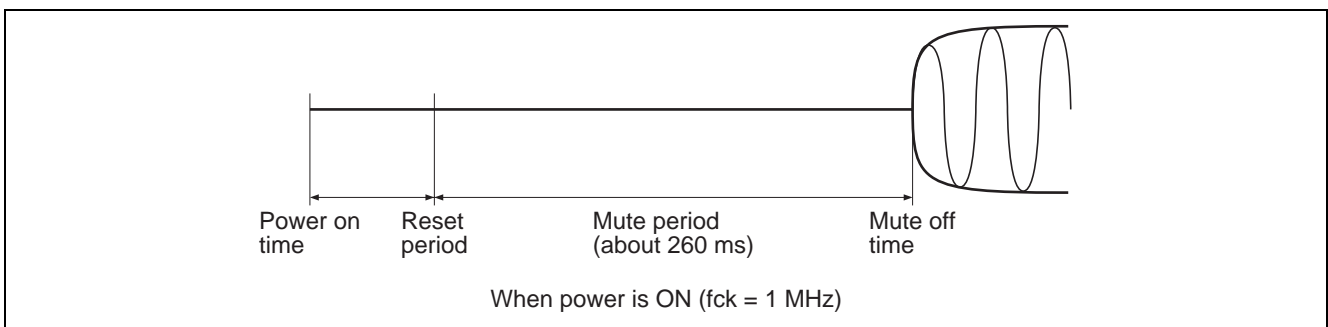 Power on
time
Reset
period
Mute period
(about 260 ms)
Mute off
time
When power is ON (fck = 1 MHz)